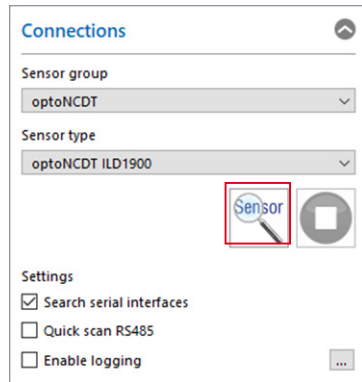 Connections
Sensor group
optoNCDT
Sensor type
optoNCDT ILD1900
Sensor
Settings
Search serial interfaces
Quick scan RS485
Enable logging
...